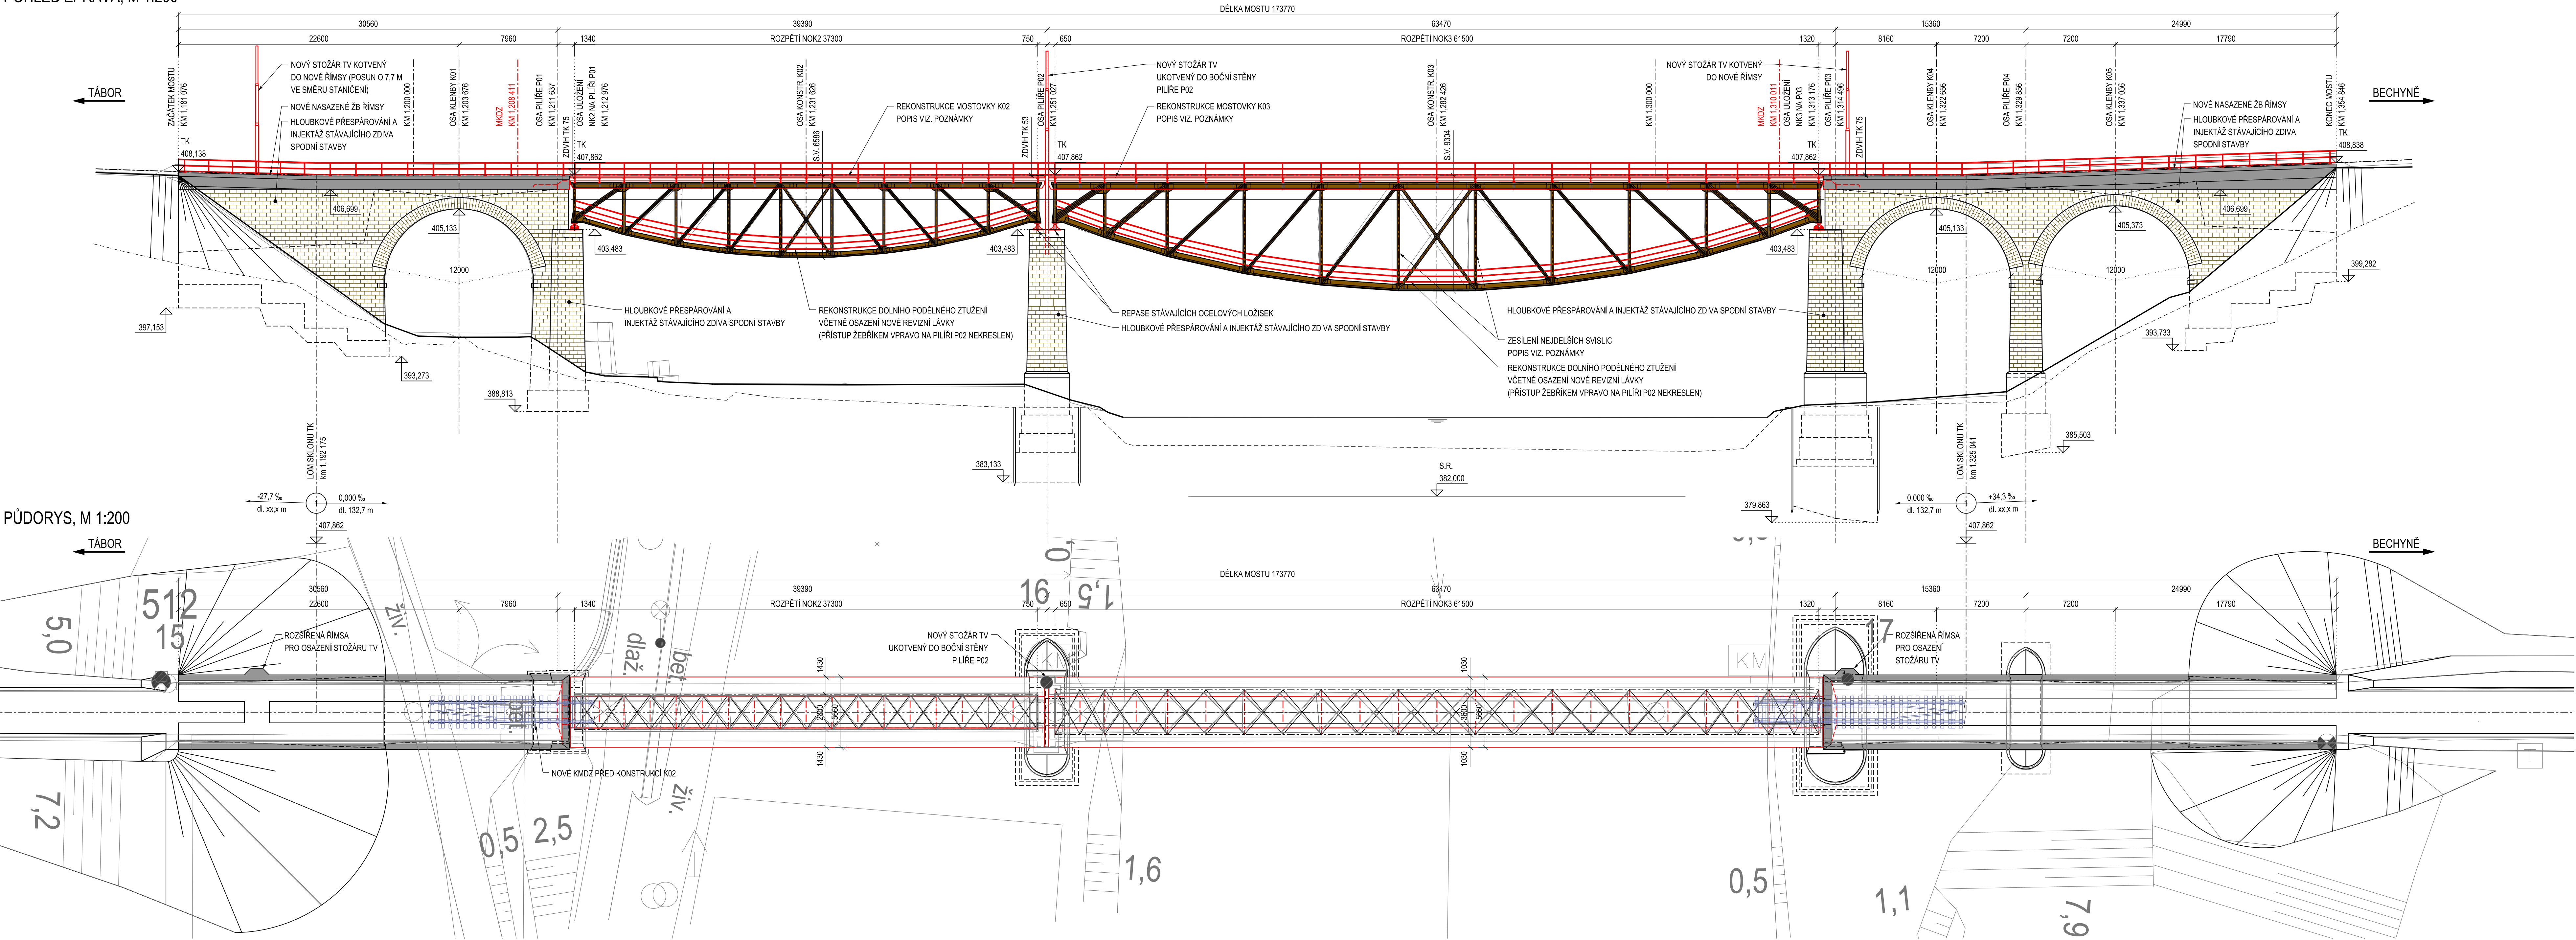 DÉLKA MOSTU 173770
30560
39390
63470
15360
24990
22600
7960
1340
ROZPĚTÍ NOK2 37300
750
650
ROZPĚTÍ NOK3 61500
1320
8160
7200
7200
17790
TÁBOR
BECHYNĚ
ZAČÁTEK MOSTU
KM 1,181 076
TK
408,138
NOVÝ STOŽÁR TV KOTVENÝ
DO NOVÉ ŘÍMSY (POSUN O 7,7 M
VE SMĚRU STANIČENÍ)
NOVÉ NASAZENÉ ŽB ŘÍMSY
HLOUBKOVÉ PŘESPÁROVÁNÍ A
INJEKTÁŽ STÁVAJÍCÍHO ZDIVA
SPODNÍ STAVBY
KM 1,200 000
OSA KLENBY K01
KM 1,203 676
MKDZ
KM 1,208 411
OSA PILÍŘE P01
KM 1,211 637
ZDVIH TK 75
OSA ULOŽENÍ
NK2 NA PILÍŘI P01
KM 1,212 976
TK
407,862
OSA KONSTR. K02
KM 1,231 626
S.V. 6586
REKONSTRUKCE MOSTOVKY K02
POPIS VIZ. POZNÁMKY
ZDVIH TK 53
OSA PILÍŘE P02
KM 1,251 027
TK
407,862
NOVÝ STOŽÁR TV
UKOTVENÝ DO BOČNÍ STĚNY
PILÍŘE P02
REKONSTRUKCE MOSTOVKY K03
POPIS VIZ. POZNÁMKY
OSA KONSTR. K03
KM 1,282 426
S.V. 9304
KM 1,300 000
NOVÝ STOŽÁR TV KOTVENÝ
DO NOVÉ ŘÍMSY
MKDZ
KM 1,310 011
OSA ULOŽENÍ
NK3 NA P03
KM 1,313 176
TK
407,862
OSA PILÍŘE P03
KM 1,314 496
ZDVIH TK 75
OSA KLENBY K04
KM 1,322 656
OSA PILÍŘE P04
KM 1,329 856
OSA KLENBY K05
KM 1,337 056
NOVÉ NASAZENÉ ŽB ŘÍMSY
HLOUBKOVÉ PŘESPÁROVÁNÍ A
INJEKTÁŽ STÁVAJÍCÍHO ZDIVA
SPODNÍ STAVBY
KONEC MOSTU
KM 1,354 846
TK
408,838
406,699
405,133
403,483
403,483
403,483
405,133
405,373
406,699
12000
12000
12000
399,282
397,153
393,273
388,813
393,733
HLOUBKOVÉ PŘESPÁROVÁNÍ A
INJEKTÁŽ STÁVAJÍCÍHO ZDIVA SPODNÍ STAVBY
REKONSTRUKCE DOLNÍHO PODÉLNÉHO ZTUŽENÍ
VČETNĚ OSAZENÍ NOVÉ REVIZNÍ LÁVKY
(PŘÍSTUP ŽEBŘÍKEM VPRAVO NA PILÍŘI P02 NEKRESLEN)
REPASE STÁVAJÍCÍCH OCELOVÝCH LOŽISEK
HLOUBKOVÉ PŘESPÁROVÁNÍ A INJEKTÁŽ STÁVAJÍCÍHO ZDIVA SPODNÍ STAVBY
HLOUBKOVÉ PŘESPÁROVÁNÍ A INJEKTÁŽ STÁVAJÍCÍHO ZDIVA SPODNÍ STAVBY
ZESÍLENÍ NEJDELŠÍCH SVISLIC
POPIS VIZ. POZNÁMKY
REKONSTRUKCE DOLNÍHO PODÉLNÉHO ZTUŽENÍ
VČETNĚ OSAZENÍ NOVÉ REVIZNÍ LÁVKY
(PŘÍSTUP ŽEBŘÍKEM VPRAVO NA PILÍŘI P02 NEKRESLEN)
LOM SKLONU TK
km 1,192 175
-27,7 ‰
dl. xx,x m
0,000 ‰
dl. 132,7 m
407,862
383,133
S.R.
382,000
379,863
385,503
LOM SKLONU TK
km 1,325 041
0,000 ‰
dl. 132,7 m
+34,3 ‰
dl. xx,x m
407,862
PŮDORYS, M 1:200
TÁBOR
BECHYNĚ
DÉLKA MOSTU 173770
30560
39390
63470
15360
24990
22600
7960
1340
ROZPĚTÍ NOK2 37300
750
650
ROZPĚTÍ NOK3 61500
1320
8160
7200
7200
17790
512
15
5,0
živ.
dlaž.
bet.
16
1,5
17
ROZŠÍŘENÁ ŘÍMSA
PRO OSAZENÍ STOŽÁRU TV
NOVÝ STOŽÁR TV
UKOTVENÝ DO BOČNÍ STĚNY
PILÍŘE P02
ROZŠÍŘENÁ ŘÍMSA
PRO OSAZENÍ
STOŽÁRU TV
KM
KM
1430
2800
5660
1430
1030
3600
5660
1030
bet.
NOVÉ KMDZ PŘED KONSTRUKCÍ K02
živ.
7,2
0,5
2,5
1,6
0,5
1,1
7,9
T